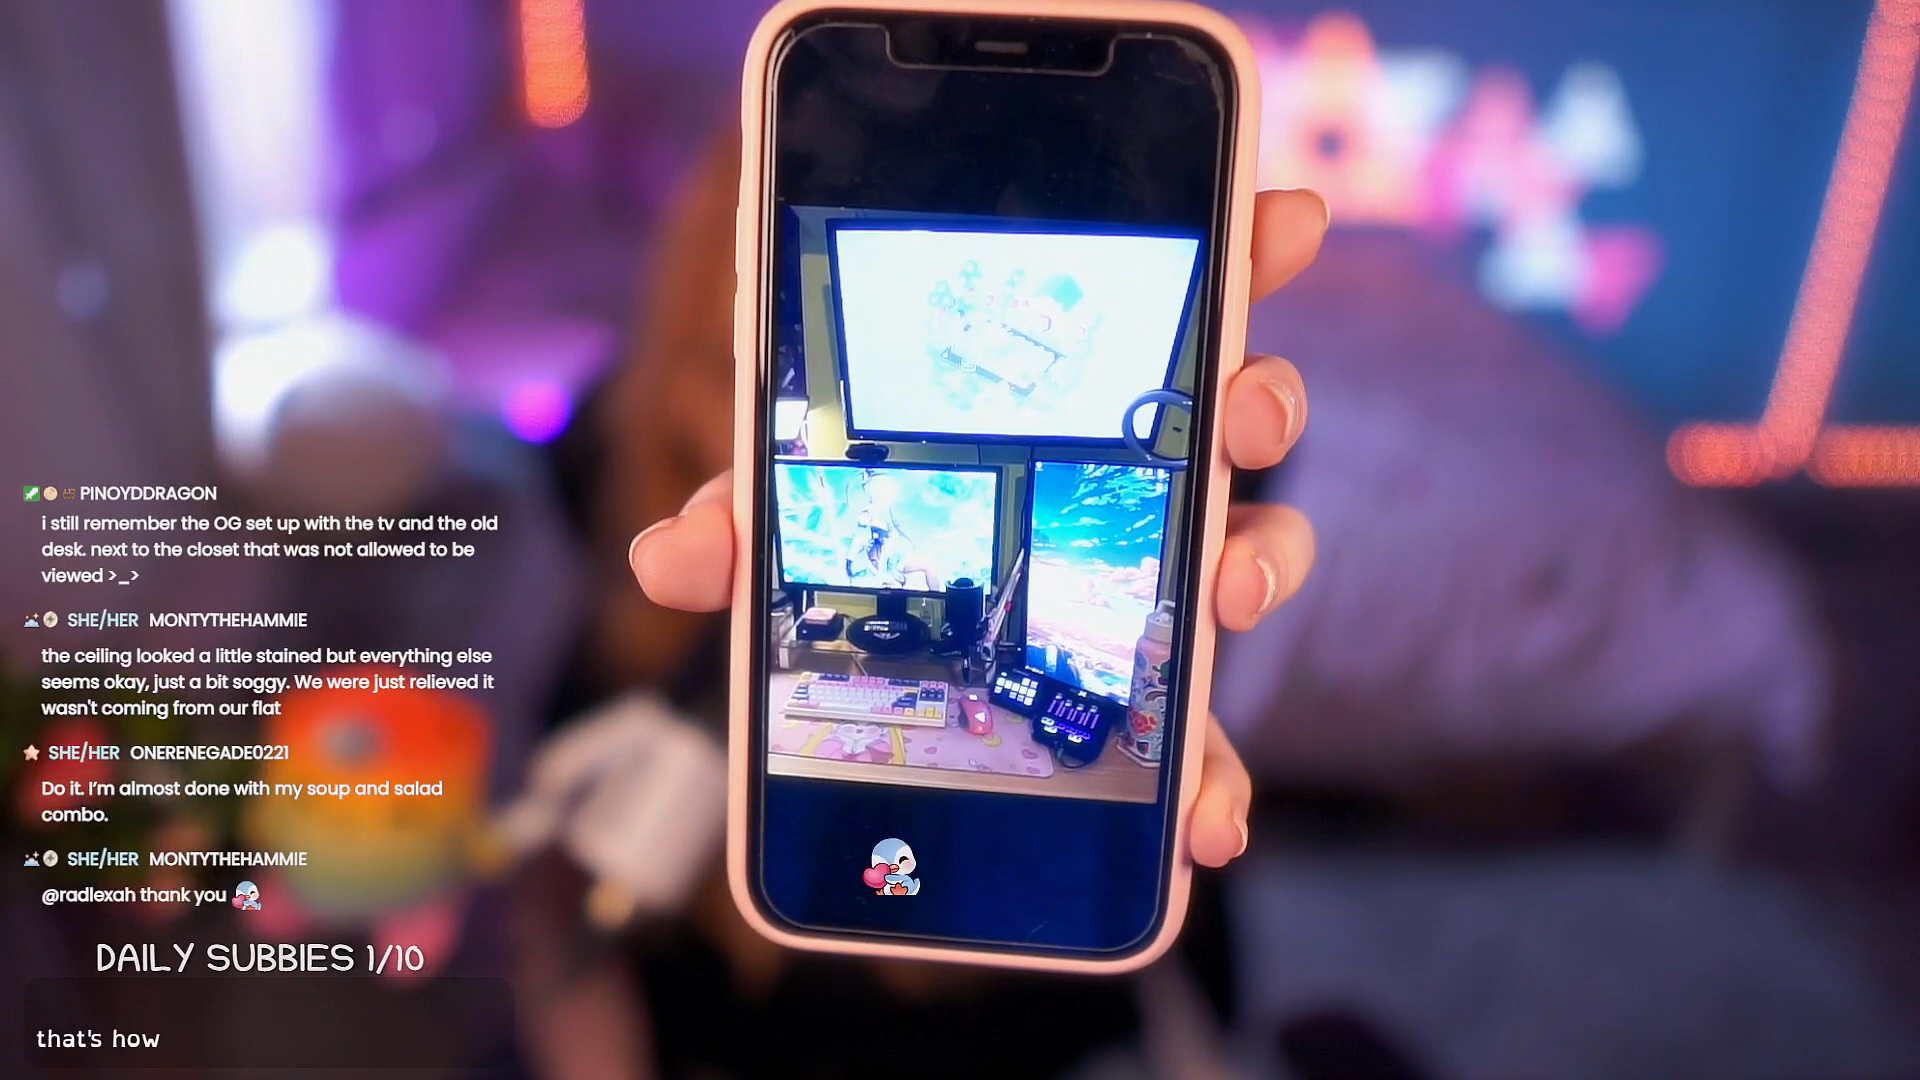 PINOYDDRAGON
i still remember the OG set up with the tv and the old
desk. next to the closet that was not allowed to be
viewed >_>
SHE/HER MONTYTHEHAMMIE
the ceiling looked a little stained but everything else
seems okay, just a bit soggy. We were just relieved it
wasn't coming from our flat
SHE/HER ONERENEGADE0221
Do it. I'm almost done with my soup and salad
combo.
SHE/HER MONTYTHEHAMMIE
@radlexah thank you
DAILY SUBBIES 1/10
that's how